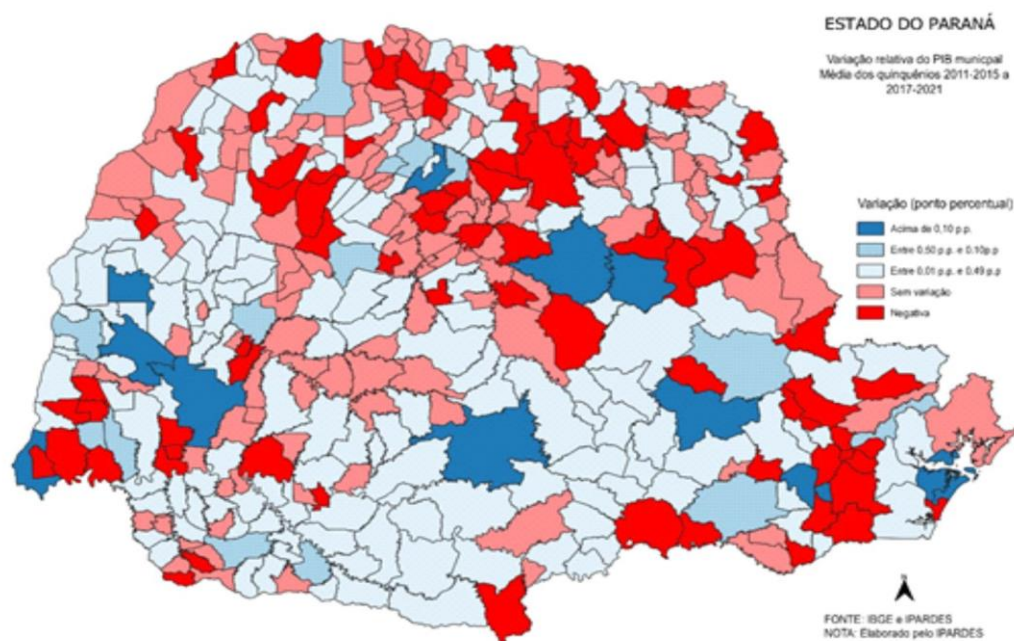 ESTADO DO PARANÁ
Variação relativa do PIB municpal
Média dos quinquênios 2011-2015 a
2017-2021
Variação (ponto percentual)
Acima de 0,10 p.p.
Entre 0,50 p.p. e 0,10p.p
Entre 0,01 p.p. e 0,49 p.p
Sem variação
Negativa
N
FONTE: IBGE e IPARDES
NOTA: Elaborado pelo IPARDES